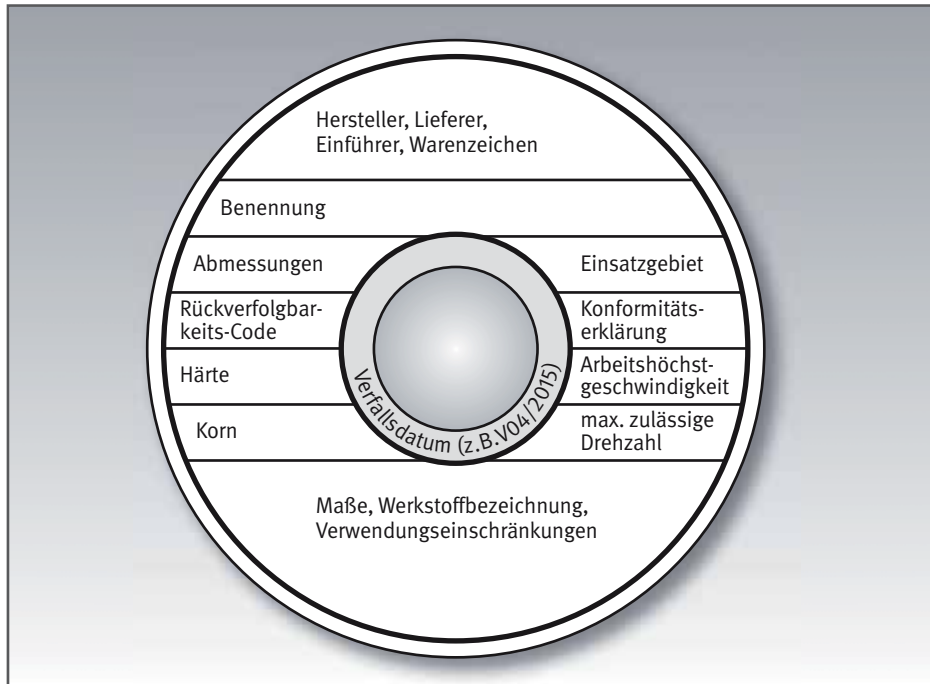 Hersteller, Lieferer,
Einführer, Warenzeichen
Benennung
Abmessungen
Einsatzgebiet
Rückverfolgbar-
keits-Code
Konformitäts-
erklärung
Härte
Arbeitshöchst-
geschwindigkeit
Korn
max. zulässige
Drehzahl
Verfallsdatum (z.B.V04/2015)
Maße, Werkstoffbezeichnung,
Verwendungseinschränkungen